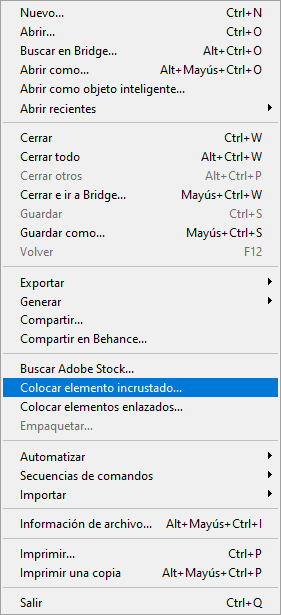 Nuevo... Ctrl+N
Abrir... Ctrl+O
Buscar en Bridge... Alt+Ctrl+O
Abrir como... Alt+Mayús+Ctrl+O
Abrir como objeto inteligente...
Abrir recientes
Cerrar Ctrl+W
Cerrar todo Alt+Ctrl+W
Cerrar otros Alt+Ctrl+P
Cerrar e ir a Bridge... Mayús+Ctrl+W
Guardar Ctrl+S
Guardar como... Mayús+Ctrl+S
Volver F12
Exportar
Generar
Compartir...
Compartir en Behance...
Buscar Adobe Stock...
Colocar elemento incrustado...
Colocar elementos enlazados...
Empaquetar...
Automatizar
Secuencias de comandos
Importar
Información de archivo... Alt+Mayús+Ctrl+I
Imprimir... Ctrl+P
Imprimir una copia Alt+Mayús+Ctrl+P
Salir Ctrl+Q